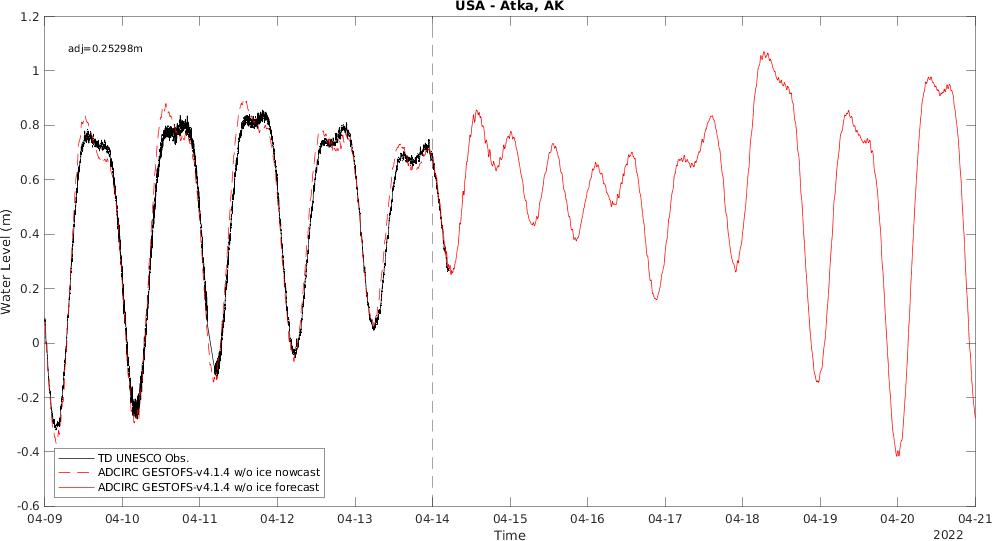 USA - Atka, AK
adj=0.25298m
1.2
1
0.8
0.6
0.4
0.2
0
-0.2
-0.4
-0.6
Water Level (m)
TD UNESCO Obs.
ADCIRC GESTOFS-v4.1.4 w/o ice nowcast
ADCIRC GESTOFS-v4.1.4 w/o ice forecast
04-09 04-10 04-11 04-12 04-13 04-14 04-15 04-16 04-17 04-18 04-19 04-20 04-21
Time
2022